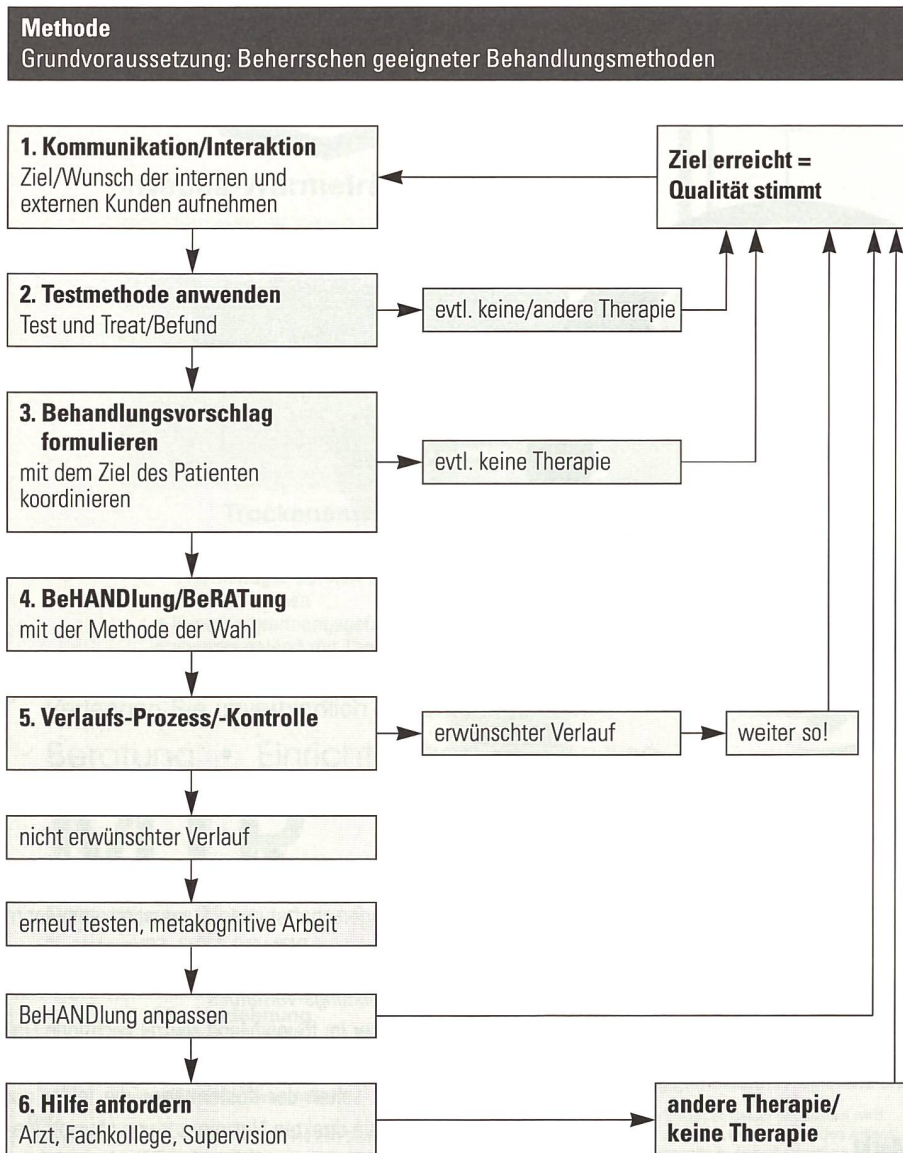 Methode
Grundvoraussetzung: Beherrschen geeigneter Behandlungsmethoden
1. Kommunikation/Interaktion
Ziel/Wunsch der internen und
externen Kunden aufnehmen
Ziel erreicht =
Qualität stimmt
2. Testmethode anwenden
Test und Treat/Befund
evtl. keine/andere Therapie
3. Behandlungsvorschlag
formulieren
mit dem Ziel des Patienten
koordinieren
evtl. keine Therapie
4. BeHANDlung/BeRATung
mit der Methode der Wahl
5. Verlaufs-Prozess/-Kontrolle
erwünschter Verlauf
weiter so!
nicht erwünschter Verlauf
erneut testen, metakognitive Arbeit
BeHANDlung anpassen
6. Hilfe anfordern
Arzt, Fachkollege, Supervision
andere Therapie/
keine Therapie